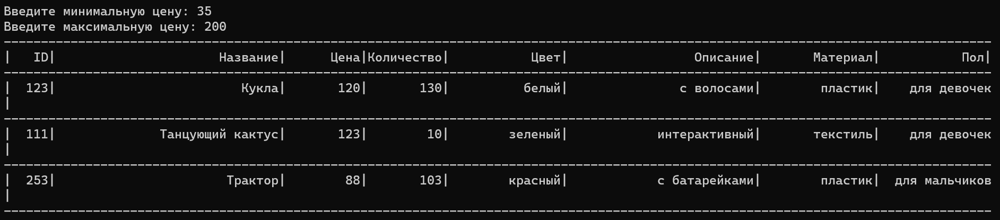 Введите минимальную цену: 35
Введите максимальную цену: 200
-------------------------------------------------------------------------------------------------------------------------------------
|   ID|                      Название|      Цена|Количество|           Цвет|                 Описание|       Материал|           Пол|
-------------------------------------------------------------------------------------------------------------------------------------
|  123|                         Кукла|       120|       130|          белый|               с волосами|        пластик|    для девочек
|
-------------------------------------------------------------------------------------------------------------------------------------
|  111|              Танцующий кактус|       123|        10|        зеленый|            интерактивный|       текстиль|    для девочек
|
-------------------------------------------------------------------------------------------------------------------------------------
|  253|                       Трактор|        88|       103|        красный|            с батарейками|        пластик|  для мальчиков
|
-------------------------------------------------------------------------------------------------------------------------------------